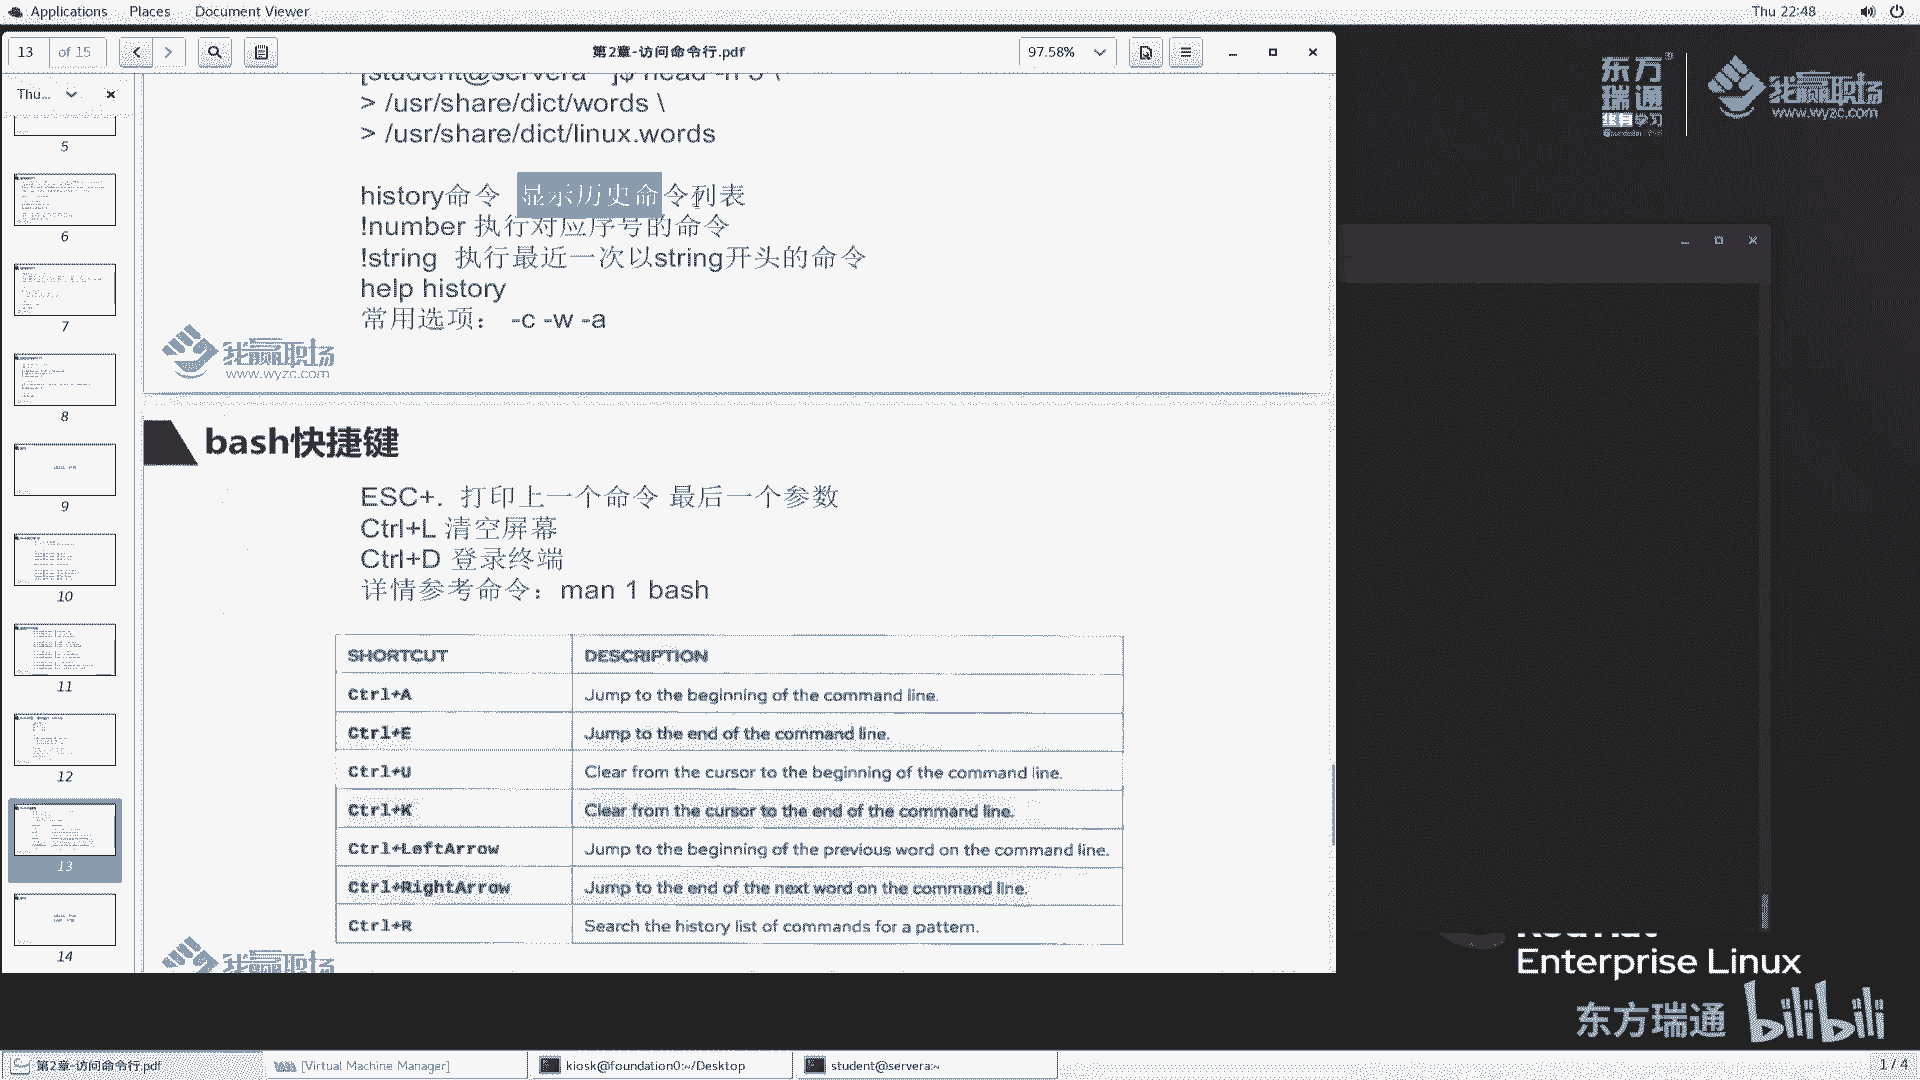 Applications Places Document Viewer Thu 22:48
13 of 15 第2章-访问命令行.pdf 97.58%
Thu...
5
6
7
8
9
10
11
12
13
14
[student@servera ~]$ head -n 3 \
> /usr/share/dict/words \
> /usr/share/dict/linux.words
history命令 显示历史命令列表
!number 执行对应序号的命令
!string 执行最近一次以string开头的命令
help history
常用选项： -c -w -a
我赢职场
www.wyzc.com
bash快捷键
ESC+. 打印上一个命令 最后一个参数
Ctrl+L 清空屏幕
Ctrl+D 登录终端
详情参考命令：man 1 bash
SHORTCUT DESCRIPTION
Ctrl+A Jump to the beginning of the command line.
Ctrl+E Jump to the end of the command line.
Ctrl+U Clear from the cursor to the beginning of the command line.
Ctrl+K Clear from the cursor to the end of the command line.
Ctrl+LeftArrow Jump to the beginning of the previous word on the command line.
Ctrl+RightArrow Jump to the end of the next word on the command line.
Ctrl+R Search the history list of commands for a pattern.
我赢职场
东方瑞通®
终身学习
我赢职场
www.wyzc.com
Red Hat
Enterprise Linux
东方瑞通 bilibili
第2章-访问命令行.pdf [Virtual Machine Manager] kiosk@foundation0:~/Desktop student@servera:~ 1 / 4